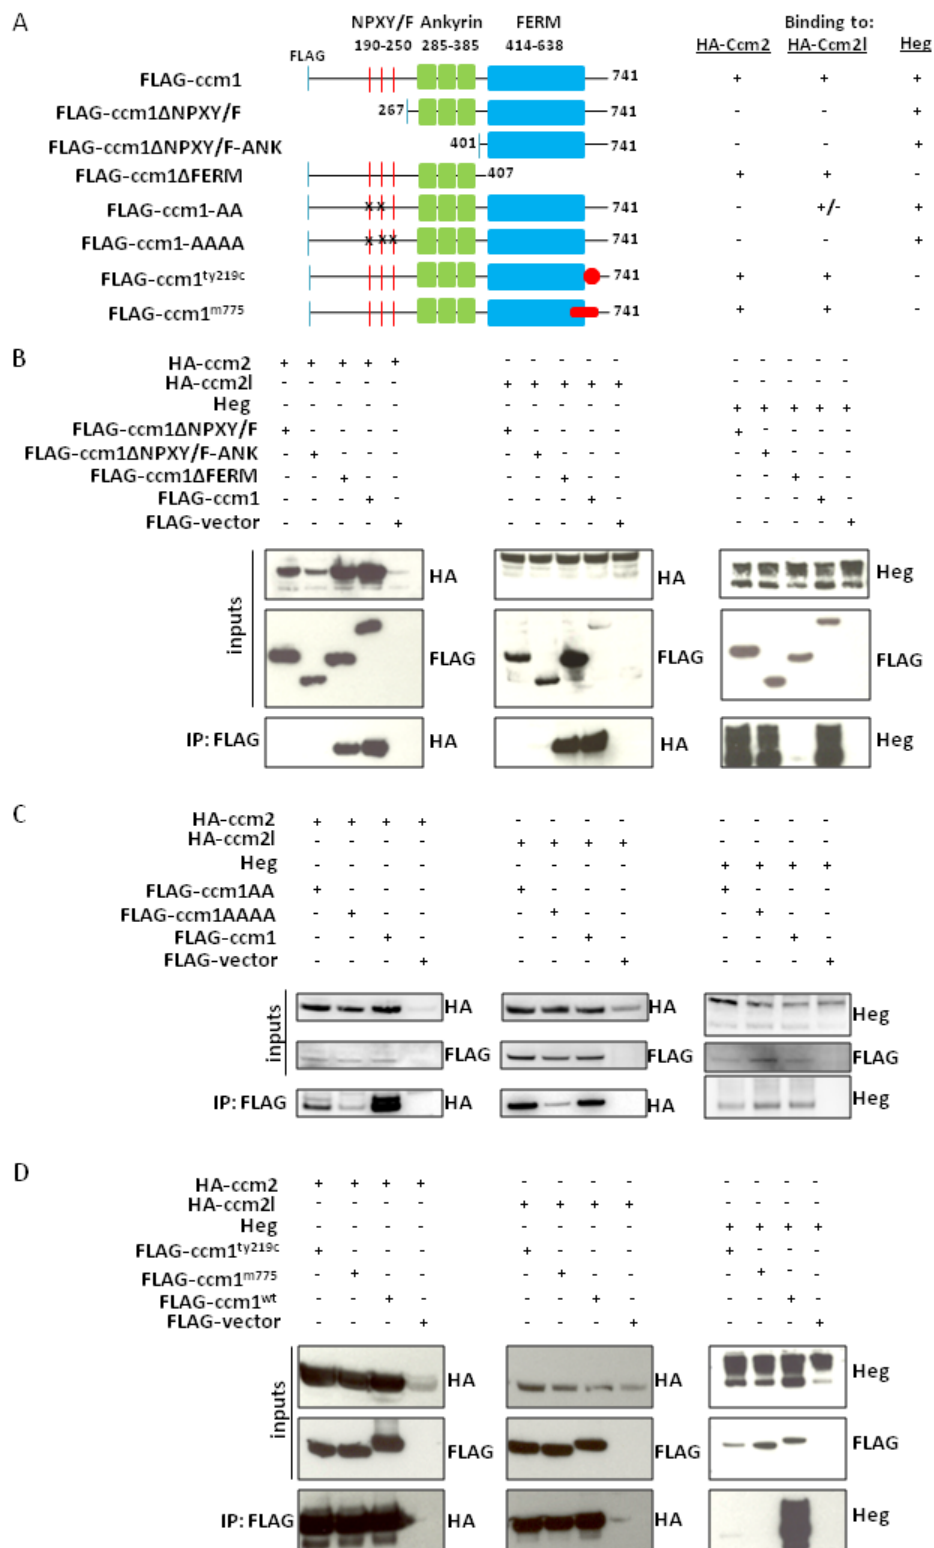 A NPXY/F Ankyrin FERM Binding to:
190-250 285-385 414-638 HA-Ccm2 HA-Ccm2l Heg
FLAG
FLAG-ccm1 741 + + +
FLAG-ccm1ΔNPXY/F 267 741 - - +
FLAG-ccm1ΔNPXY/F-ANK 401 741 - - +
FLAG-ccm1ΔFERM 407 + + -
FLAG-ccm1-AA x x 741 - +/- +
FLAG-ccm1-AAAA x x x 741 - - +
FLAG-ccm1ty219c 741 + + -
FLAG-ccm1m775 741 + + -
B
HA-ccm2 + + + + + - - - - - - - - - -
HA-ccm2l - - - - - + + + + + - - - - -
Heg - - - - - - - - - - + + + + +
FLAG-ccm1ΔNPXY/F + - - - - + - - - - + - - - -
FLAG-ccm1ΔNPXY/F-ANK - + - - - - + - - - - + - - -
FLAG-ccm1ΔFERM - - + - - - - + - - - - + - -
FLAG-ccm1 - - - + - - - - + - - - - + -
FLAG-vector - - - - + - - - - + - - - - +
inputs HA HA Heg
FLAG FLAG FLAG
IP: FLAG HA HA Heg
C
HA-ccm2 + + + + - - - - - - - -
HA-ccm2l - - - - + + + + - - - -
Heg - - - - - - - - + + + +
FLAG-ccm1AA + - - - + - - - + - - -
FLAG-ccm1AAAA - + - - - + - - - + - -
FLAG-ccm1 - - + - - - + - - - + -
FLAG-vector - - - + - - - + - - - +
inputs HA HA Heg
FLAG FLAG FLAG
IP: FLAG HA HA Heg
D
HA-ccm2 + + + + - - - - - - - -
HA-ccm2l - - - - + + + + - - - -
Heg - - - - - - - - + + + +
FLAG-ccm1ty219c + - - - + - - - + - - -
FLAG-ccm1m775 - + - - - + - - - + - -
FLAG-ccm1wt - - + - - - + - - - + -
FLAG-vector - - - + - - - + - - - +
inputs HA HA Heg
FLAG FLAG FLAG
IP: FLAG HA HA Heg